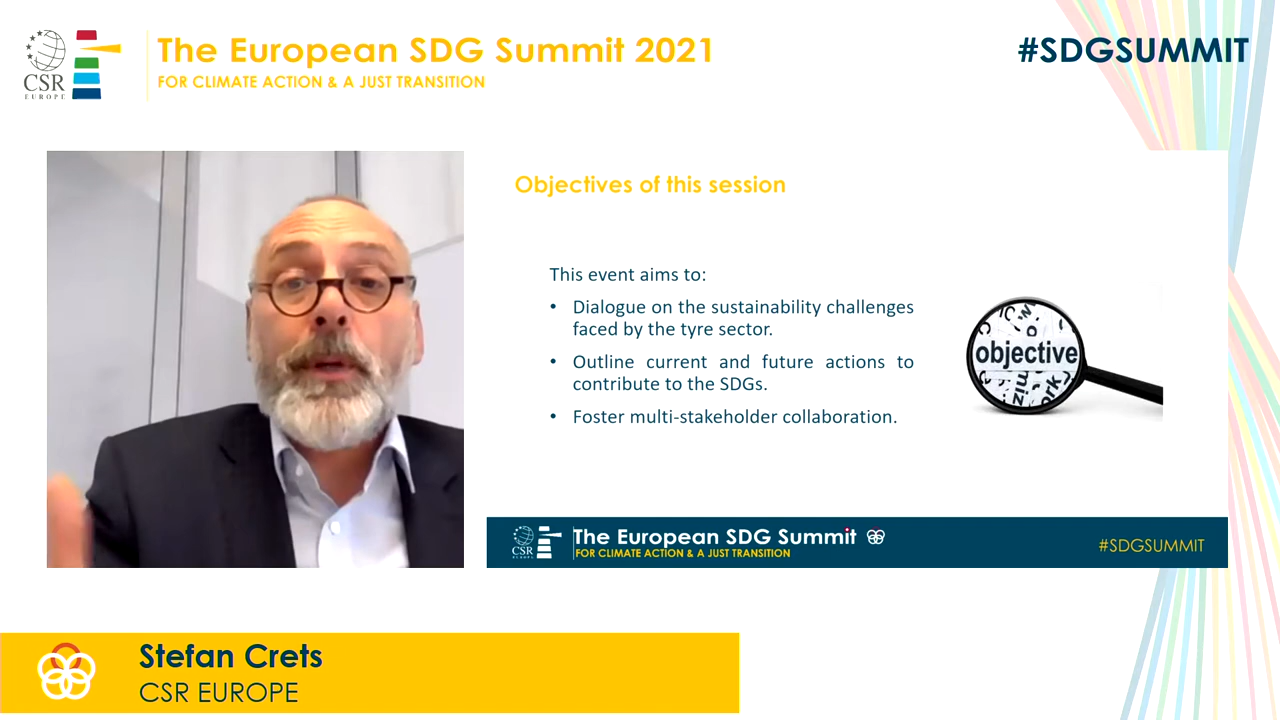 CSR
EUROPE
The European SDG Summit 2021
FOR CLIMATE ACTION & A JUST TRANSITION
#SDGSUMMIT
Objectives of this session
This event aims to:
• Dialogue on the sustainability challenges
faced by the tyre sector.
• Outline current and future actions to
contribute to the SDGs.
• Foster multi-stakeholder collaboration.
objective
CSR
EUROPE
The European SDG Summit
FOR CLIMATE ACTION & A JUST TRANSITION
#SDGSUMMIT
Stefan Crets
CSR EUROPE